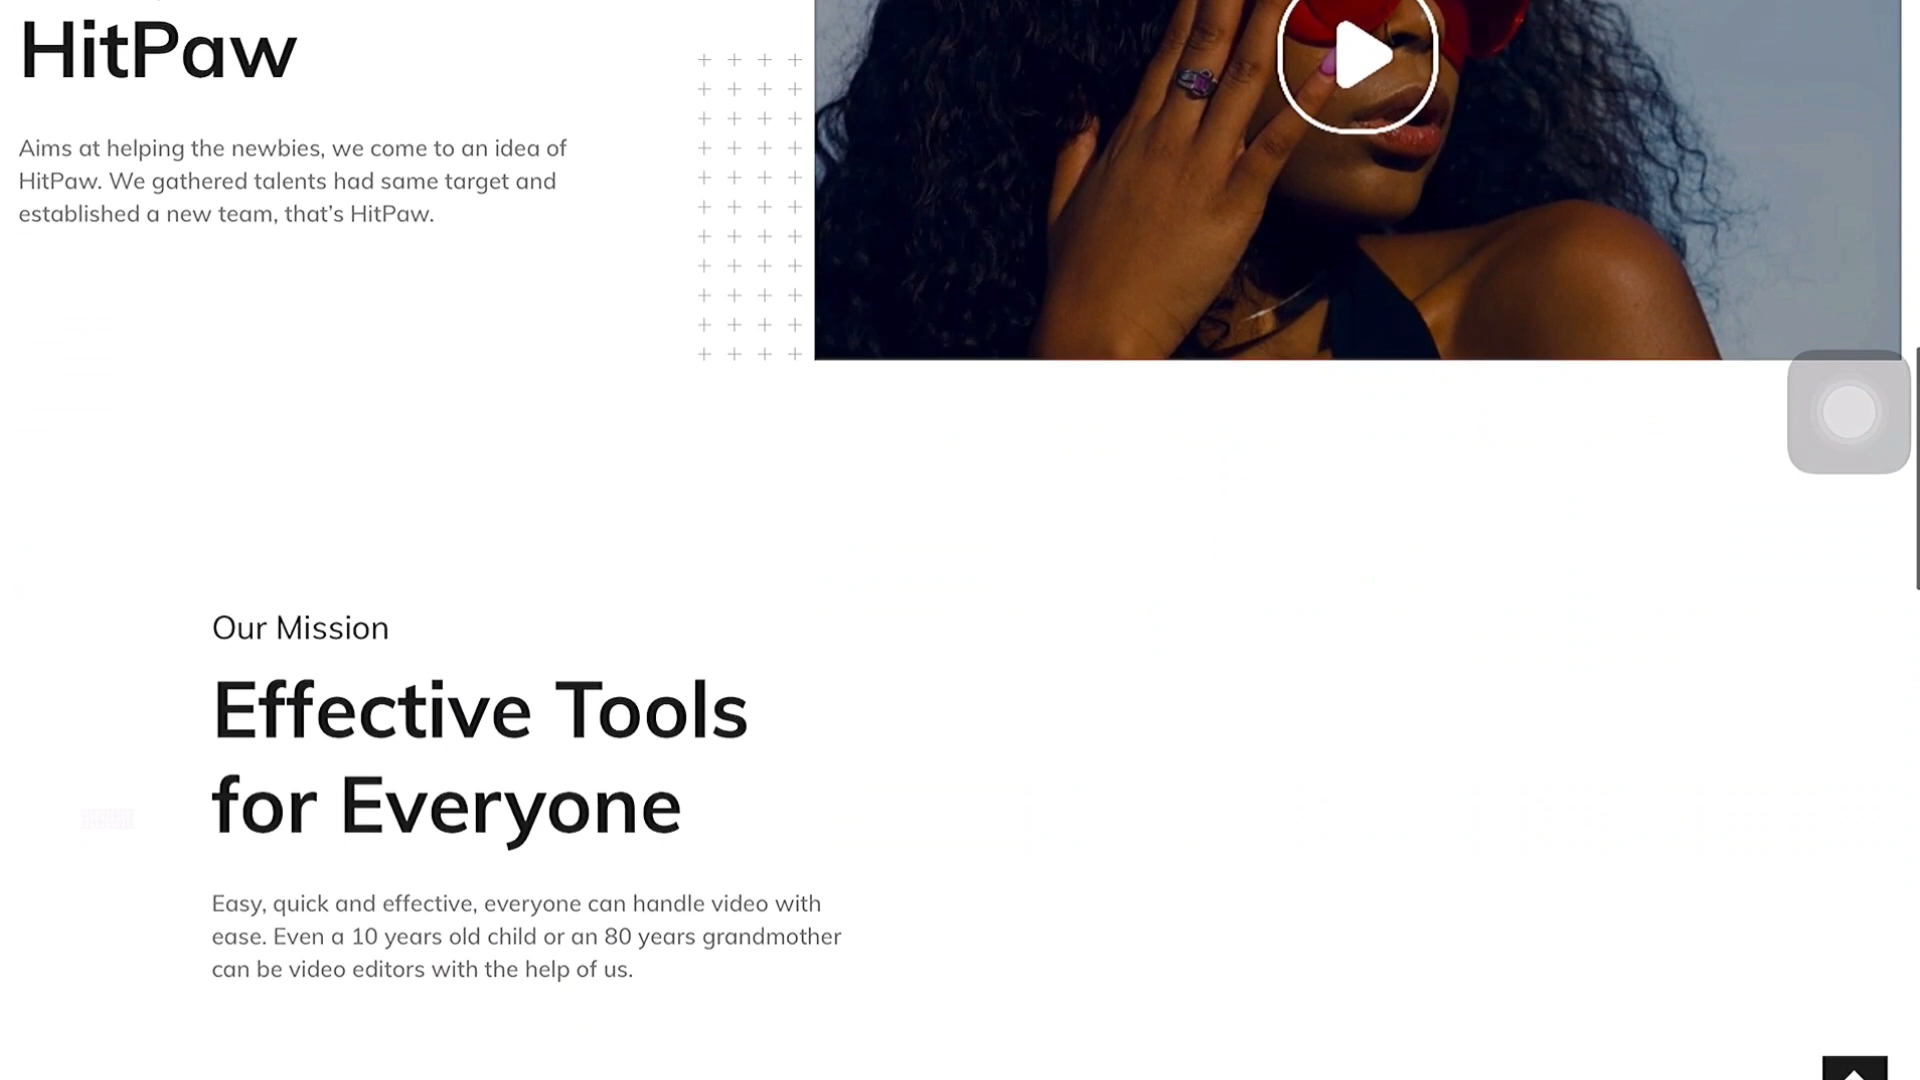 HitPaw
Aims at helping the newbies, we come to an idea of
HitPaw. We gathered talents had same target and
established a new team, that’s HitPaw.
Our Mission
Effective Tools
for Everyone
Easy, quick and effective, everyone can handle video with
ease. Even a 10 years old child or an 80 years grandmother
can be video editors with the help of us.